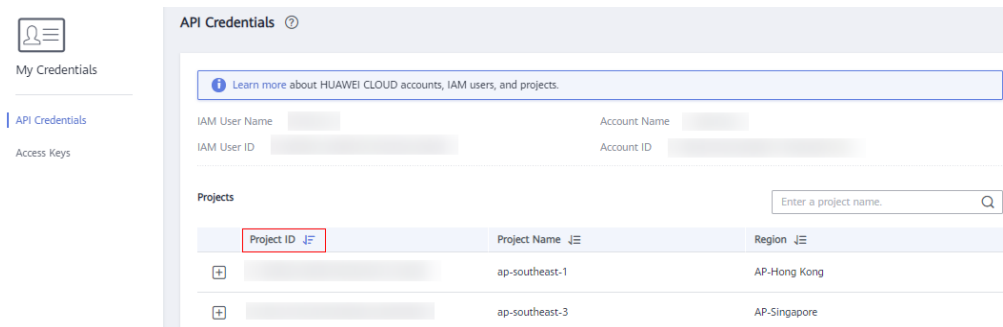 API Credentials
My Credentials
API Credentials
Access Keys
Learn more about HUAWEI CLOUD accounts, IAM users, and projects.
IAM User Name
Account Name
IAM User ID
Account ID
Projects
Enter a project name.
Project ID
Project Name
Region
ap-southeast-1
AP-Hong Kong
ap-southeast-3
AP-Singapore